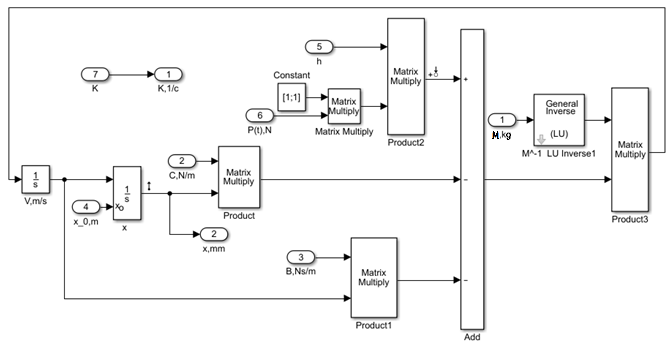 5
h
Matrix
Multiply
Product2
Constant
[1;1]
6
P(t),N
Matrix
Multiply
Matrix Multiply
7
K
1
K,1/c
+
1
M,kg
General
Inverse
(LU)
M^-1 LU Inverse1
Matrix
Multiply
Product3
1
s
V,m/s
4
x_0,m
1
s
xo
x
2
C,N/m
Matrix
Multiply
Product
2
x,mm
3
B,Ns/m
Matrix
Multiply
Product1
+
−
−
Add